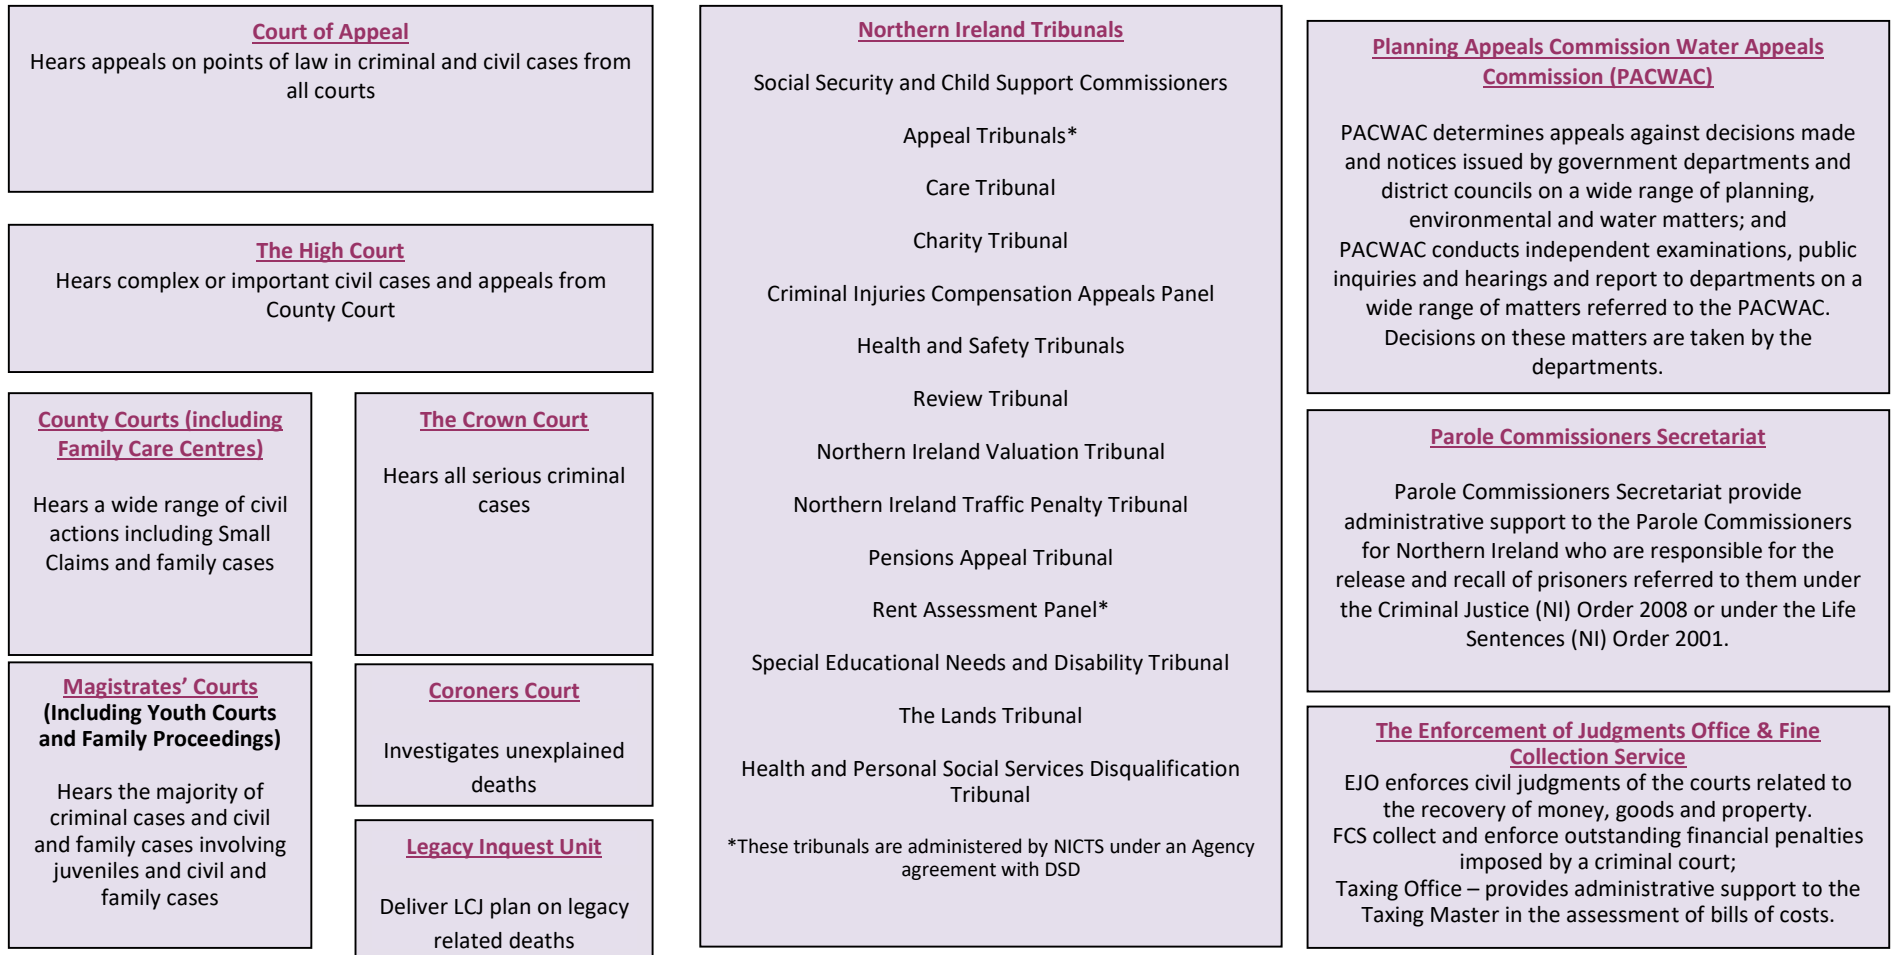 Court of Appeal
Hears appeals on points of law in criminal and civil cases from
all courts
The High Court
Hears complex or important civil cases and appeals from
County Court
County Courts (including
Family Care Centres)
Hears a wide range of civil
actions including Small
Claims and family cases
The Crown Court
Hears all serious criminal
cases
Magistrates’ Courts
(Including Youth Courts
and Family Proceedings)
Hears the majority of
criminal cases and civil
and family cases involving
juveniles and civil and
family cases
Coroners Court
Investigates unexplained
deaths
Legacy Inquest Unit
Deliver LCJ plan on legacy
related deaths
Northern Ireland Tribunals
Social Security and Child Support Commissioners
Appeal Tribunals*
Care Tribunal
Charity Tribunal
Criminal Injuries Compensation Appeals Panel
Health and Safety Tribunals
Review Tribunal
Northern Ireland Valuation Tribunal
Northern Ireland Traffic Penalty Tribunal
Pensions Appeal Tribunal
Rent Assessment Panel*
Special Educational Needs and Disability Tribunal
The Lands Tribunal
Health and Personal Social Services Disqualification
Tribunal
*These tribunals are administered by NICTS under an Agency
agreement with DSD
Planning Appeals Commission Water Appeals
Commission (PACWAC)
PACWAC determines appeals against decisions made
and notices issued by government departments and
district councils on a wide range of planning,
environmental and water matters; and
PACWAC conducts independent examinations, public
inquiries and hearings and report to departments on a
wide range of matters referred to the PACWAC.
Decisions on these matters are taken by the
departments.
Parole Commissioners Secretariat
Parole Commissioners Secretariat provide
administrative support to the Parole Commissioners
for Northern Ireland who are responsible for the
release and recall of prisoners referred to them under
the Criminal Justice (NI) Order 2008 or under the Life
Sentences (NI) Order 2001.
The Enforcement of Judgments Office & Fine
Collection Service
EJO enforces civil judgments of the courts related to
the recovery of money, goods and property.
FCS collect and enforce outstanding financial penalties
imposed by a criminal court;
Taxing Office – provides administrative support to the
Taxing Master in the assessment of bills of costs.